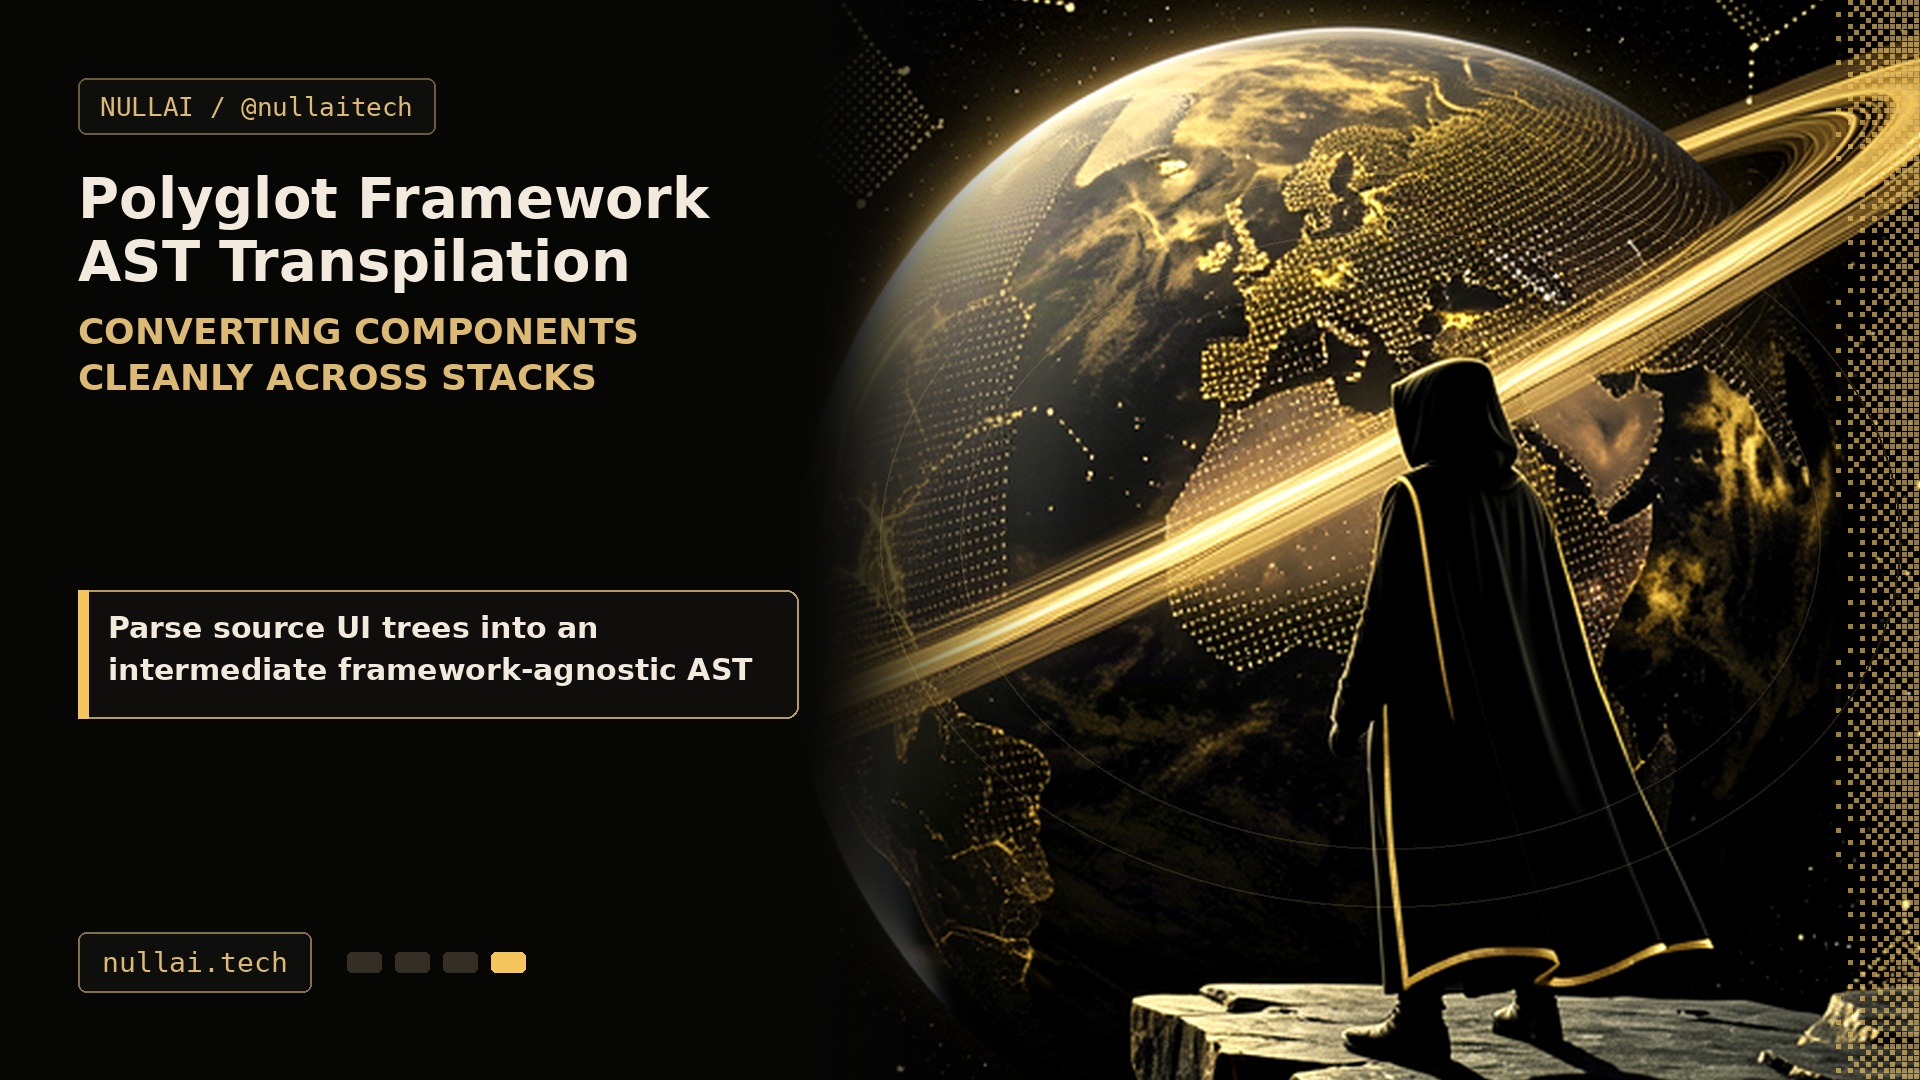 NULLAI / @nullaitech
Polyglot Framework
AST Transpilation
CONVERTING COMPONENTS
CLEANLY ACROSS STACKS
Parse source UI trees into an
intermediate framework-agnostic AST
nullai.tech